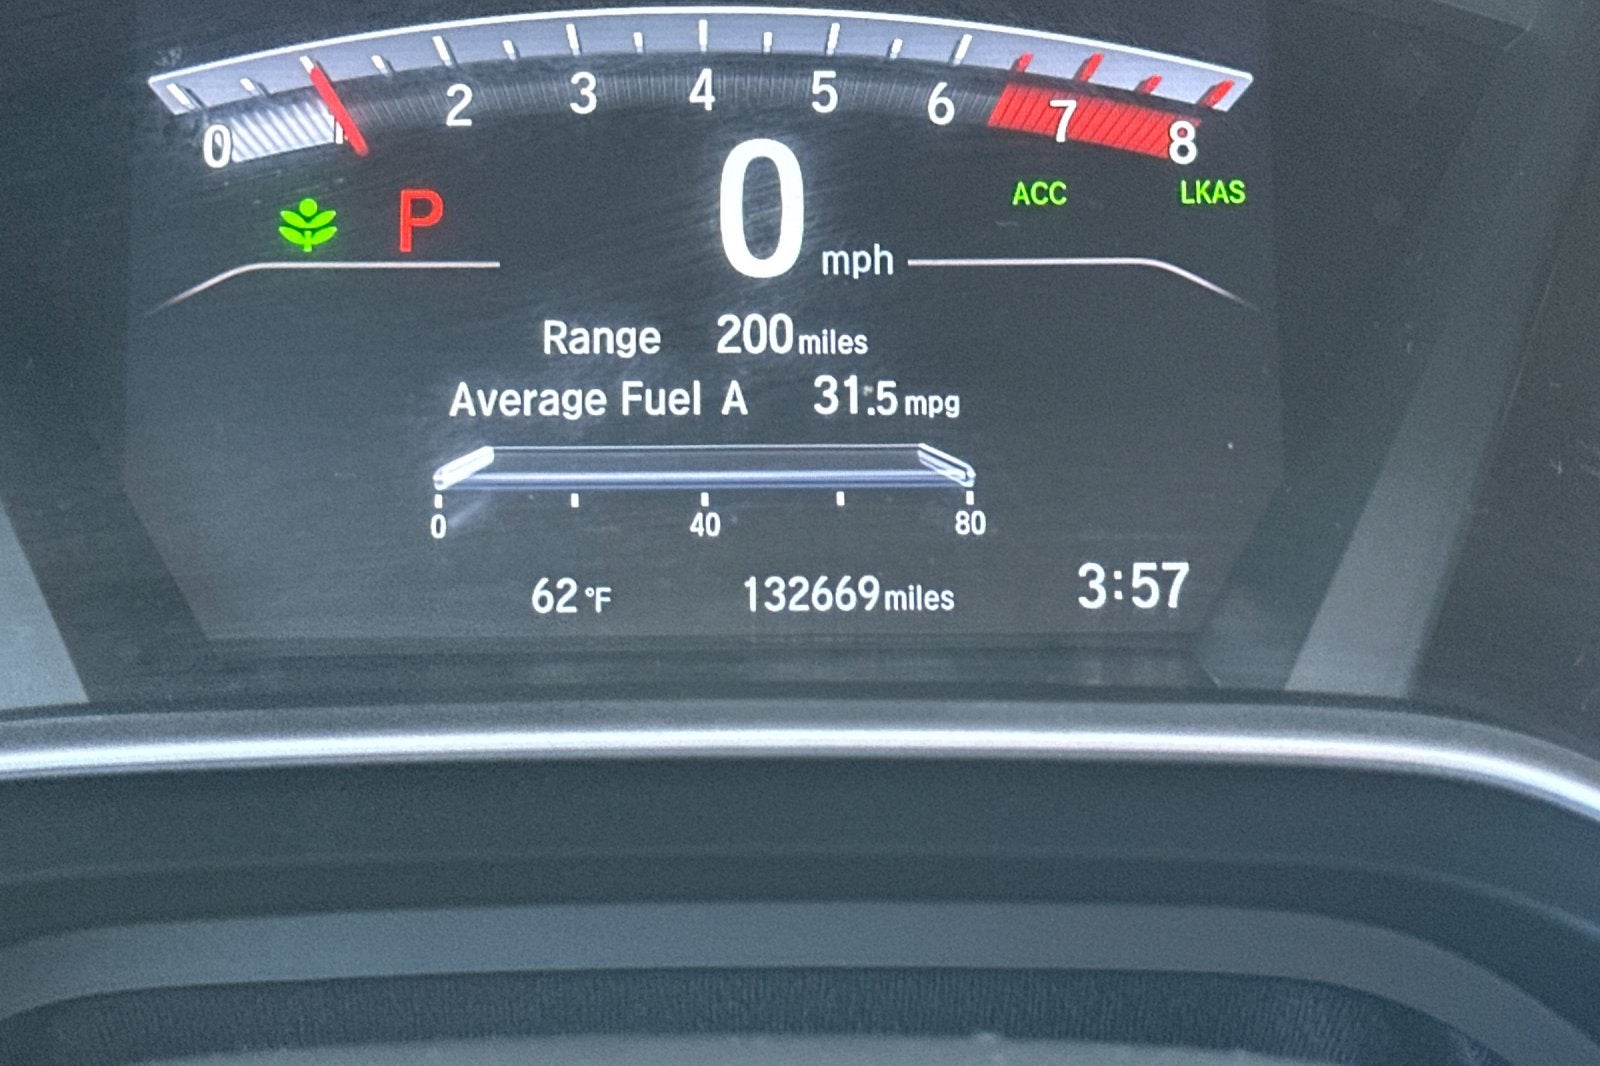 0 1 2 3 4 5 6 7 8
P
0 mph
ACC
LKAS
Range 200 miles
Average Fuel A 31.5 mpg
0 40 80
62 °F 132669 miles 3:57